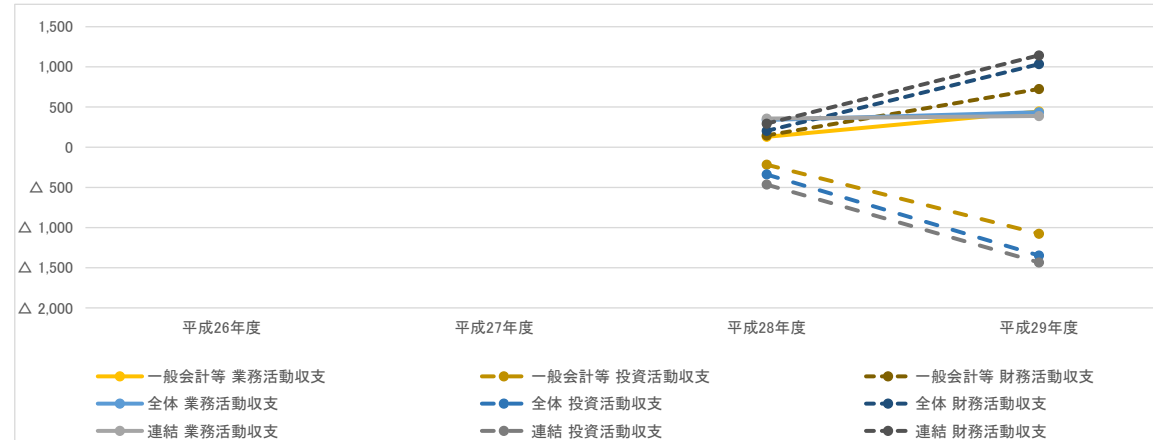 1,500
1,000
500
0
△ 500
△ 1,000
△ 1,500
△ 2,000
平成26年度 平成27年度 平成28年度 平成29年度
一般会計等 業務活動収支 一般会計等 投資活動収支 一般会計等 財務活動収支
全体 業務活動収支 全体 投資活動収支 全体 財務活動収支
連結 業務活動収支 連結 投資活動収支 連結 財務活動収支